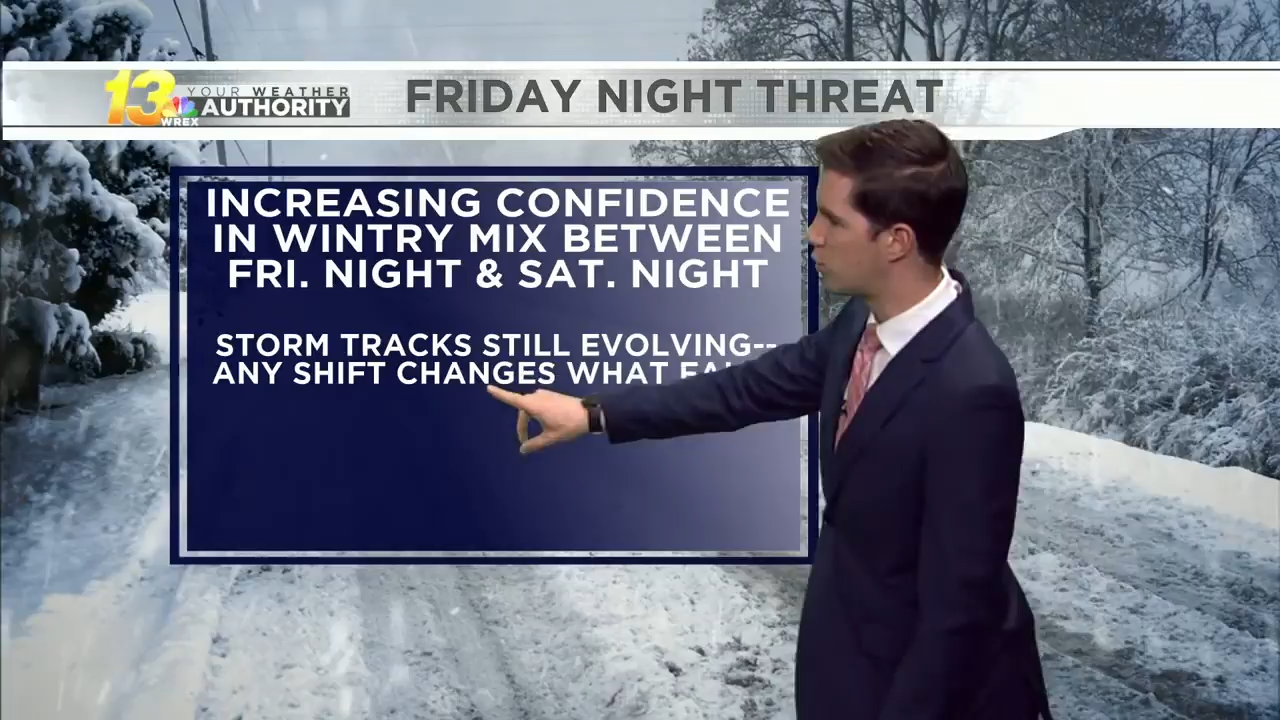 13
WREX
YOUR WEATHER
AUTHORITY
FRIDAY NIGHT THREAT
INCREASING CONFIDENCE
IN WINTRY MIX BETWEEN
FRI. NIGHT & SAT. NIGHT
STORM TRACKS STILL EVOLVING--
ANY SHIFT CHANGES WHAT